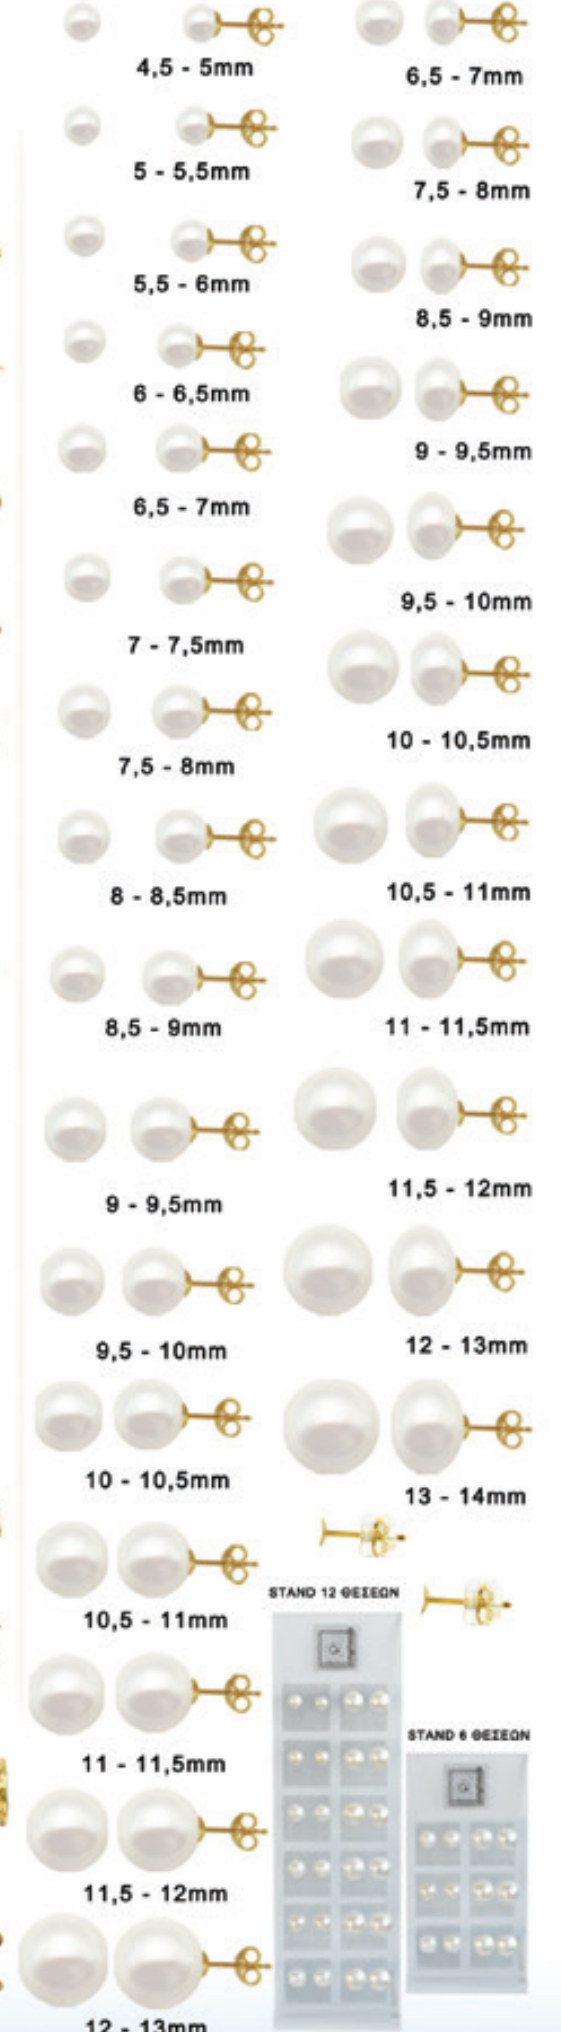 4,5 - 5mm
5 - 5,5mm
5,5 - 6mm
6 - 6,5mm
6,5 - 7mm
7 - 7,5mm
7,5 - 8mm
8 - 8,5mm
8,5 - 9mm
9 - 9,5mm
9,5 - 10mm
10 - 10,5mm
10,5 - 11mm
11 - 11,5mm
11,5 - 12mm
12 - 13mm
6,5 - 7mm
7,5 - 8mm
8,5 - 9mm
9 - 9,5mm
9,5 - 10mm
10 - 10,5mm
10,5 - 11mm
11 - 11,5mm
11,5 - 12mm
12 - 13mm
13 - 14mm
STAND 12 ΘΕΣΕΩΝ
STAND 6 ΘΕΣΕΩΝ